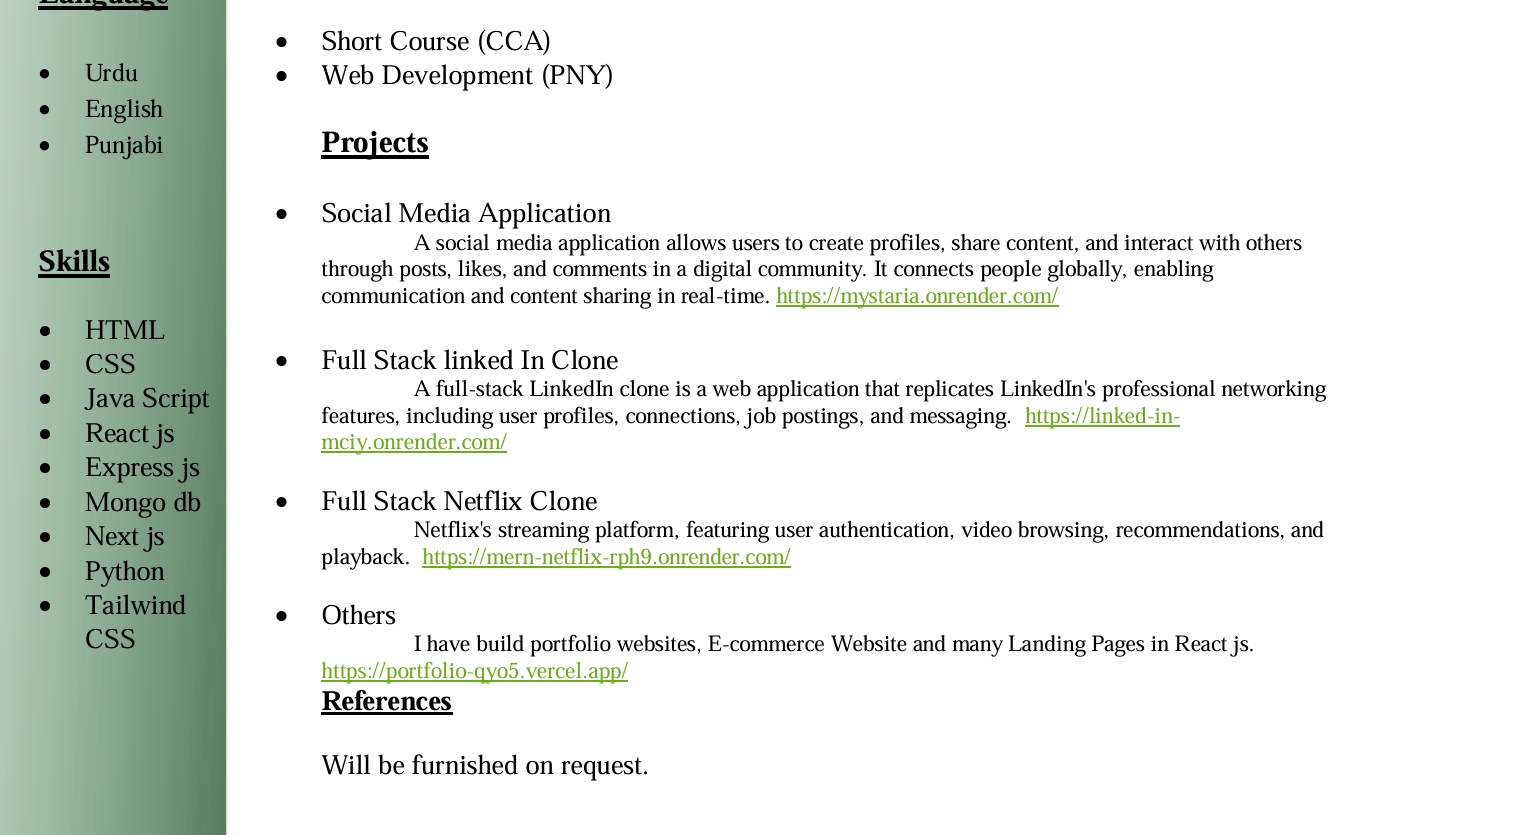 Language
• Urdu
• English
• Punjabi
Skills
• HTML
• CSS
• Java Script
• React js
• Express js
• Mongo db
• Next js
• Python
• Tailwind
CSS
• Short Course (CCA)
• Web Development (PNY)
Projects
• Social Media Application
A social media application allows users to create profiles, share content, and interact with others
through posts, likes, and comments in a digital community. It connects people globally, enabling
communication and content sharing in real-time. https://mystaria.onrender.com/
• Full Stack linked In Clone
A full-stack LinkedIn clone is a web application that replicates LinkedIn's professional networking
features, including user profiles, connections, job postings, and messaging. https://linked-in-
mciy.onrender.com/
• Full Stack Netflix Clone
Netflix's streaming platform, featuring user authentication, video browsing, recommendations, and
playback. https://mern-netflix-rph9.onrender.com/
• Others
I have build portfolio websites, E-commerce Website and many Landing Pages in React js.
https://portfolio-qyo5.vercel.app/
References
Will be furnished on request.